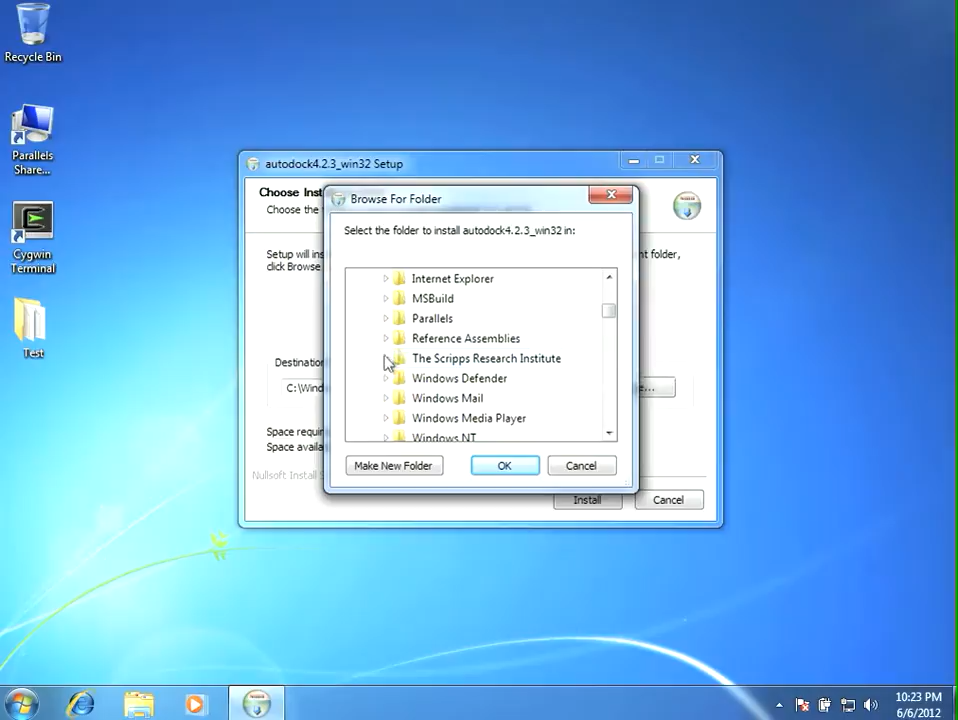 Recycle Bin
Parallels
Share...
Cygwin
Terminal
Test
autodock4.2.3_win32 Setup
Choose Inst
Choose the
Setup will ins
nt folder,
click Browse
Destination
C:\Wind
e...
Space requir
Space availa
Nullsoft Install S
Install
Cancel
Browse For Folder
Select the folder to install autodock4.2.3_win32 in:
Internet Explorer
MSBuild
Parallels
Reference Assemblies
The Scripps Research Institute
Windows Defender
Windows Mail
Windows Media Player
Windows NT
Make New Folder
OK
Cancel
10:23 PM
6/6/2012